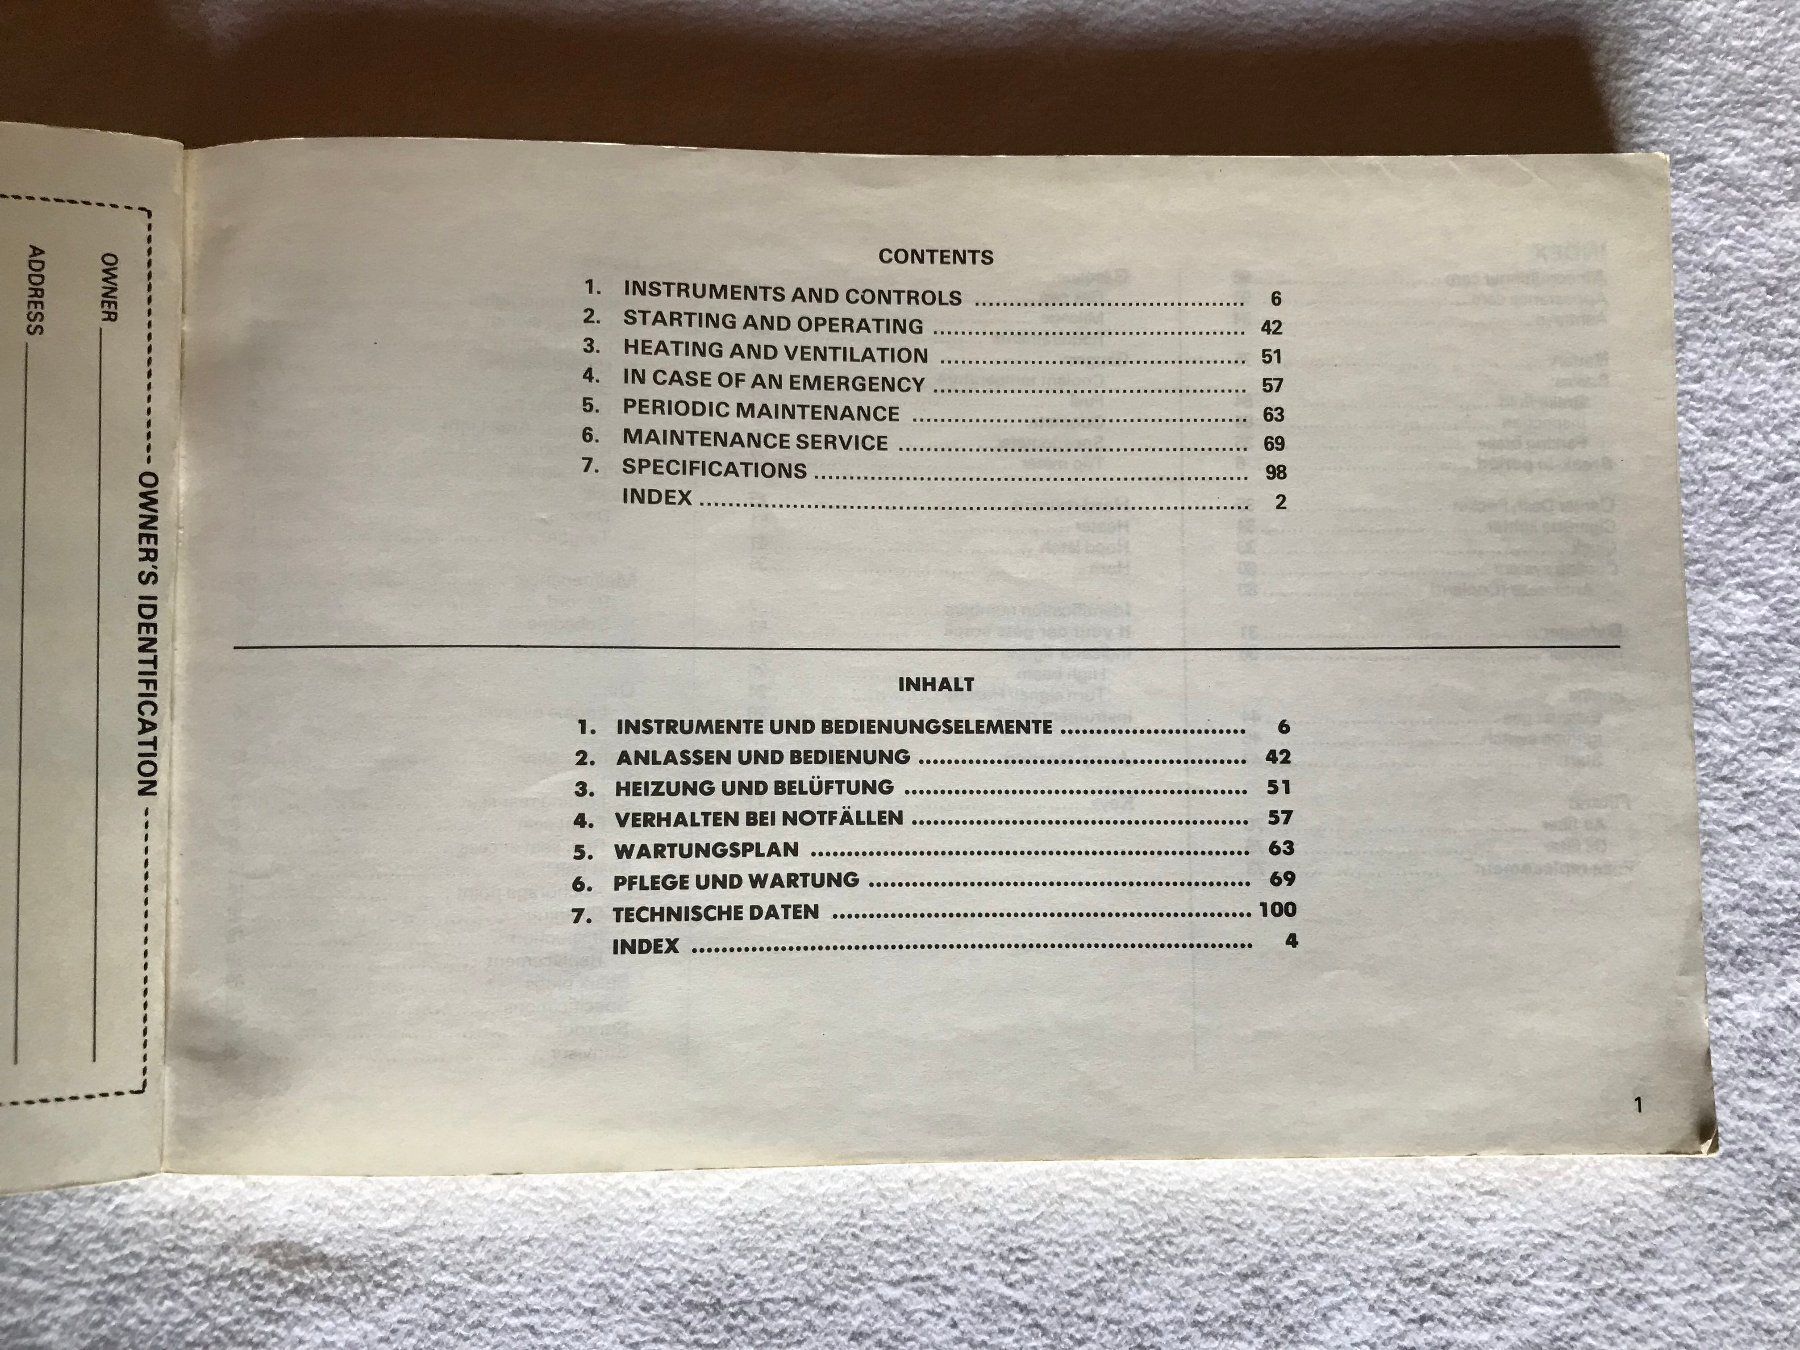 OWNER'S IDENTIFICATION
OWNER
ADDRESS
CONTENTS
1. INSTRUMENTS AND CONTROLS ........................................ 6
2. STARTING AND OPERATING ........................................ 42
3. HEATING AND VENTILATION ........................................ 51
4. IN CASE OF AN EMERGENCY ........................................ 57
5. PERIODIC MAINTENANCE ........................................ 63
6. MAINTENANCE SERVICE ........................................ 69
7. SPECIFICATIONS ........................................ 98
INDEX ........................................ 2
INHALT
1. INSTRUMENTE UND BEDIENUNGSELEMENTE ........................................ 6
2. ANLASSEN UND BEDIENUNG ........................................ 42
3. HEIZUNG UND BELÜFTUNG ........................................ 51
4. VERHALTEN BEI NOTFÄLLEN ........................................ 57
5. WARTUNGSPLAN ........................................ 63
6. PFLEGE UND WARTUNG ........................................ 69
7. TECHNISCHE DATEN ........................................ 100
INDEX ........................................ 4
1